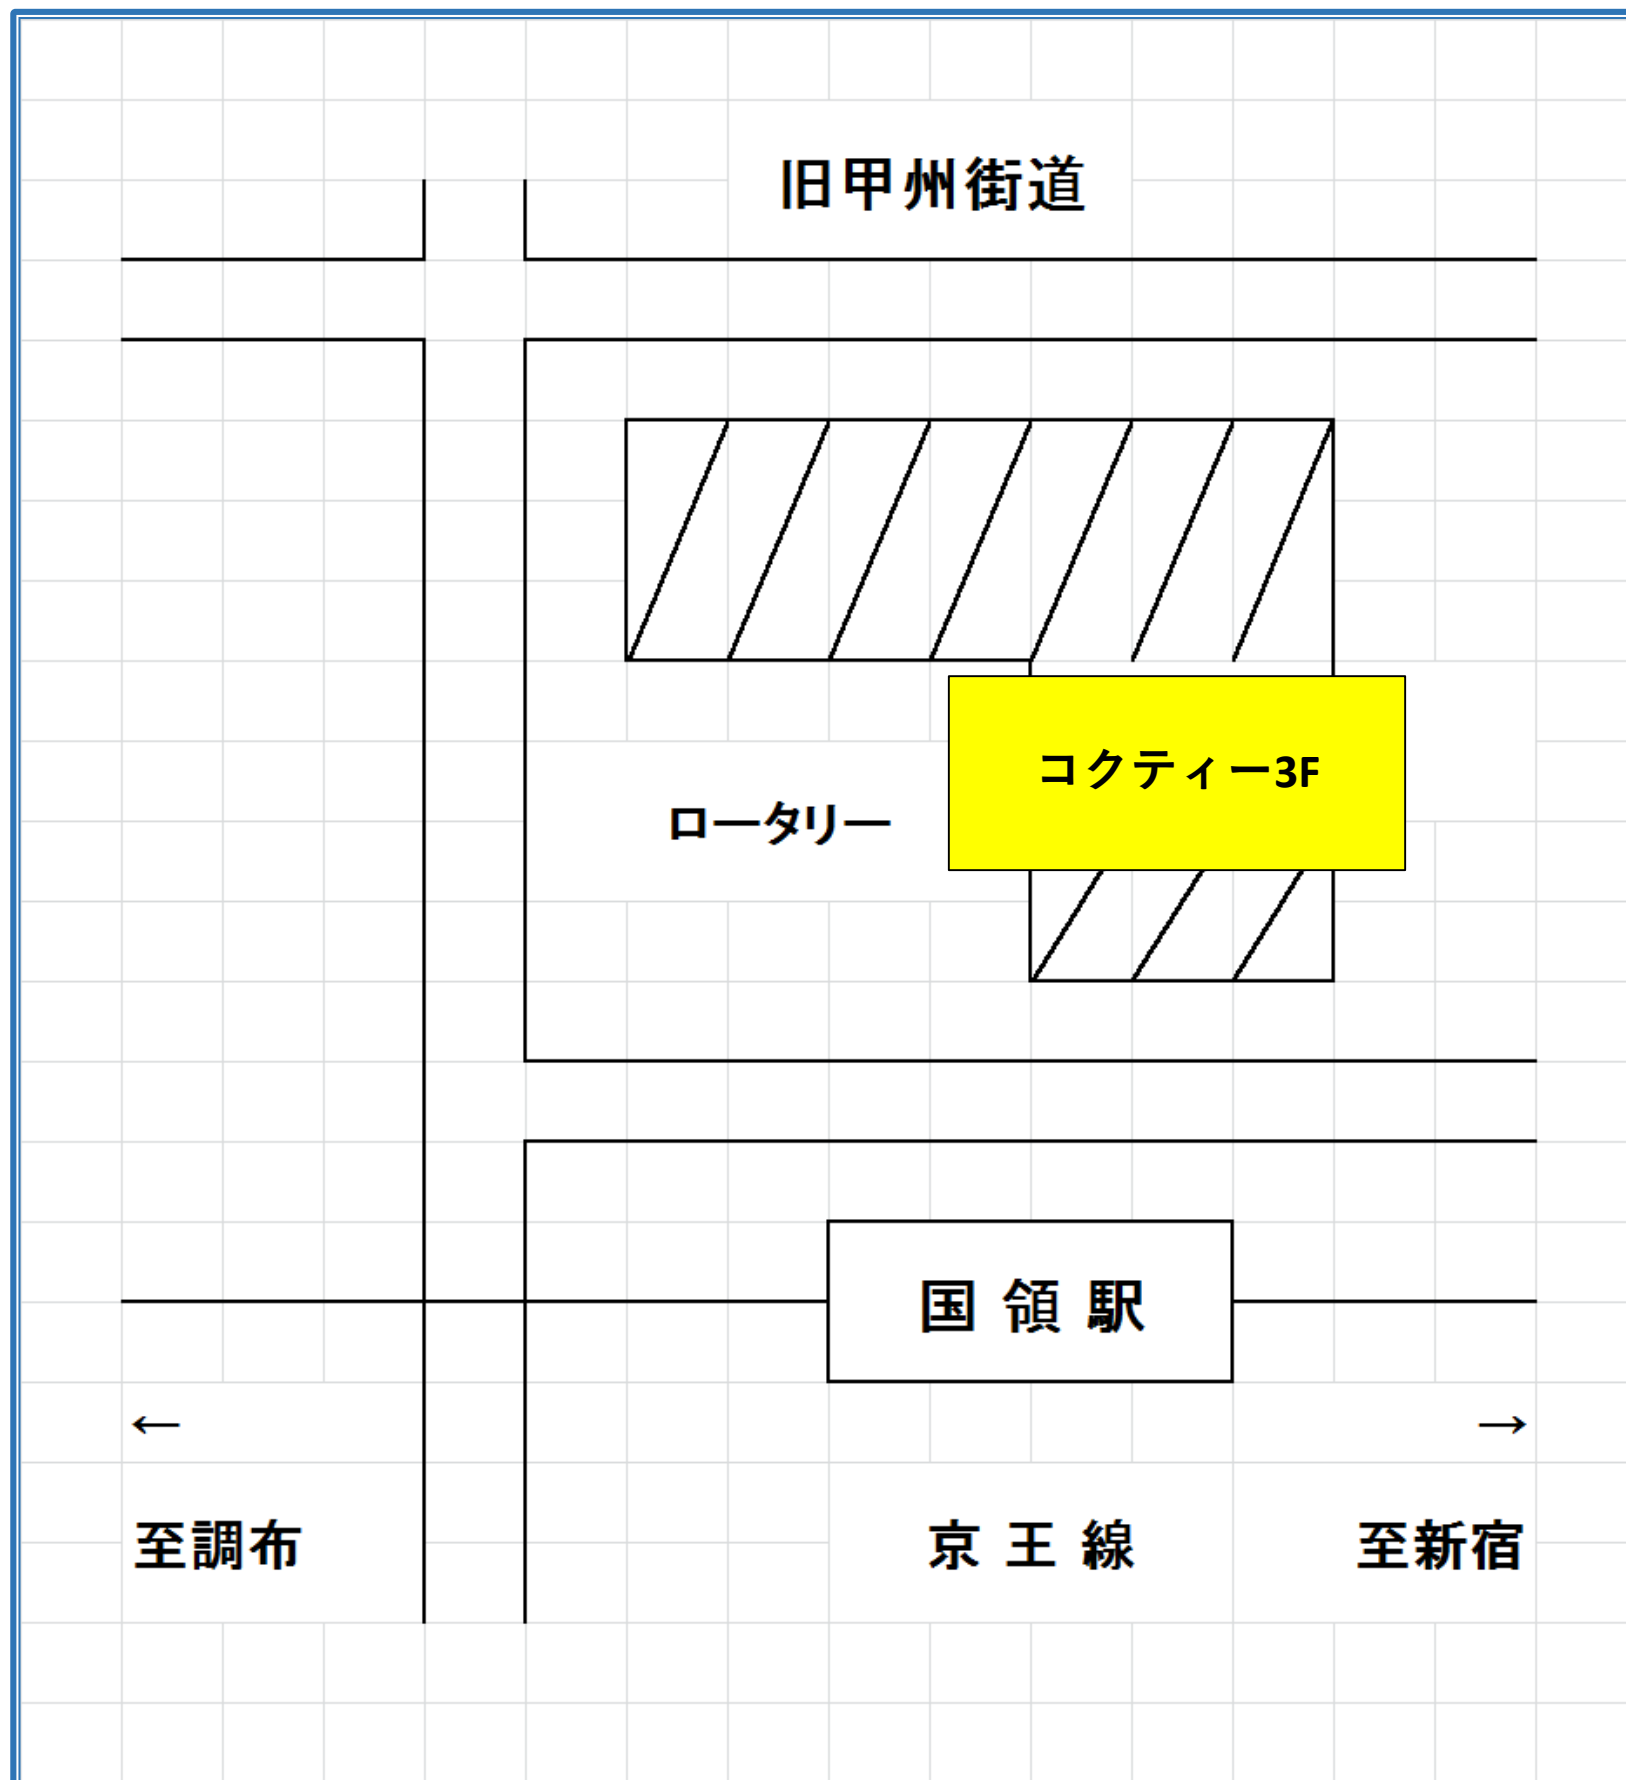 旧甲州街道
コクティー3F
ロータリー
国領駅
← →
至調布 京王線 至新宿